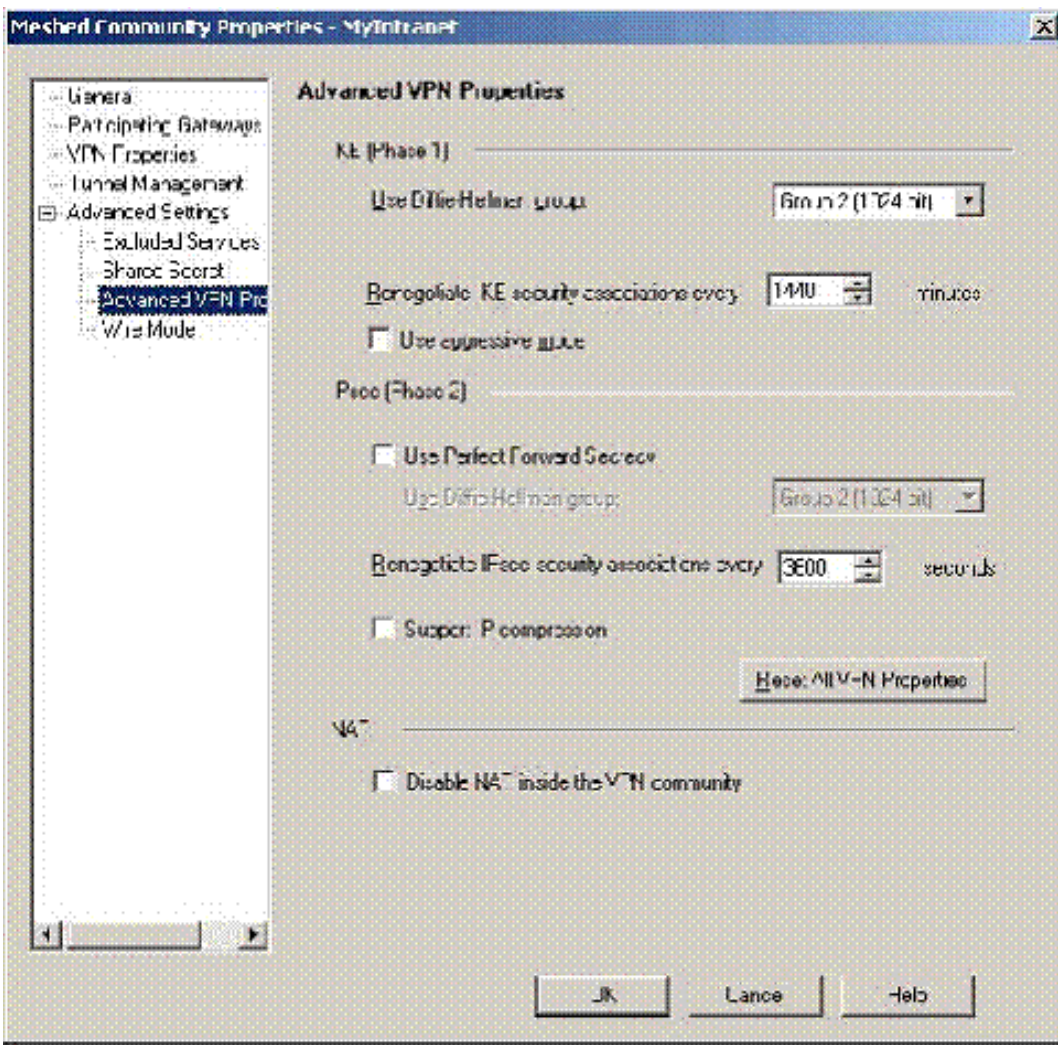 Meshed Community Properties - MyIntranet
General
Participating Gateways
VPN Properties
Tunnel Management
Advanced Settings
Excluded Services
Shared Secret
Advanced VPN Pro
Wire Mode
Advanced VPN Properties
IKE (Phase 1)
Use Diffie-Hellman group:
Group 2 (1024 bit)
Renegotiate IKE security associations every
1440
minutes
Use aggressive mode
IPsec (Phase 2)
Use Perfect Forward Secrecy
Use Diffie-Hellman group:
Group 2 (1024 bit)
Renegotiate IPsec security associations every
3600
seconds
Support IP compression
Reset All VPN Properties
NAT
Disable NAT inside the VPN community
OK
Cancel
Help